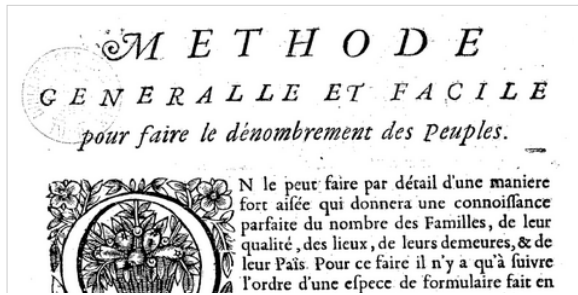 METHODE
GENERALLE ET FACILE
pour faire le dénombrement des Peuples.
ON le peut faire par détail d'une maniere
fort aisée qui donnera une connoissance
parfaite du nombre des Familles, de leur
qualité, des lieux, de leurs demeures, & de
leur Païs. Pour ce faire il n'y a qu'à suivre
l'ordre d'une espece de formulaire fait en